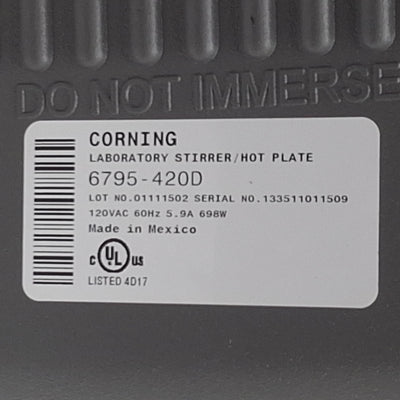 DO NOT IMMERSE
CORNING
LABORATORY STIRRER/HOT PLATE
6795-420D
LOT NO.01111502 SERIAL NO.133511011509
120VAC 60Hz 5.9A 698W
Made in Mexico
C UL US
LISTED 4D17